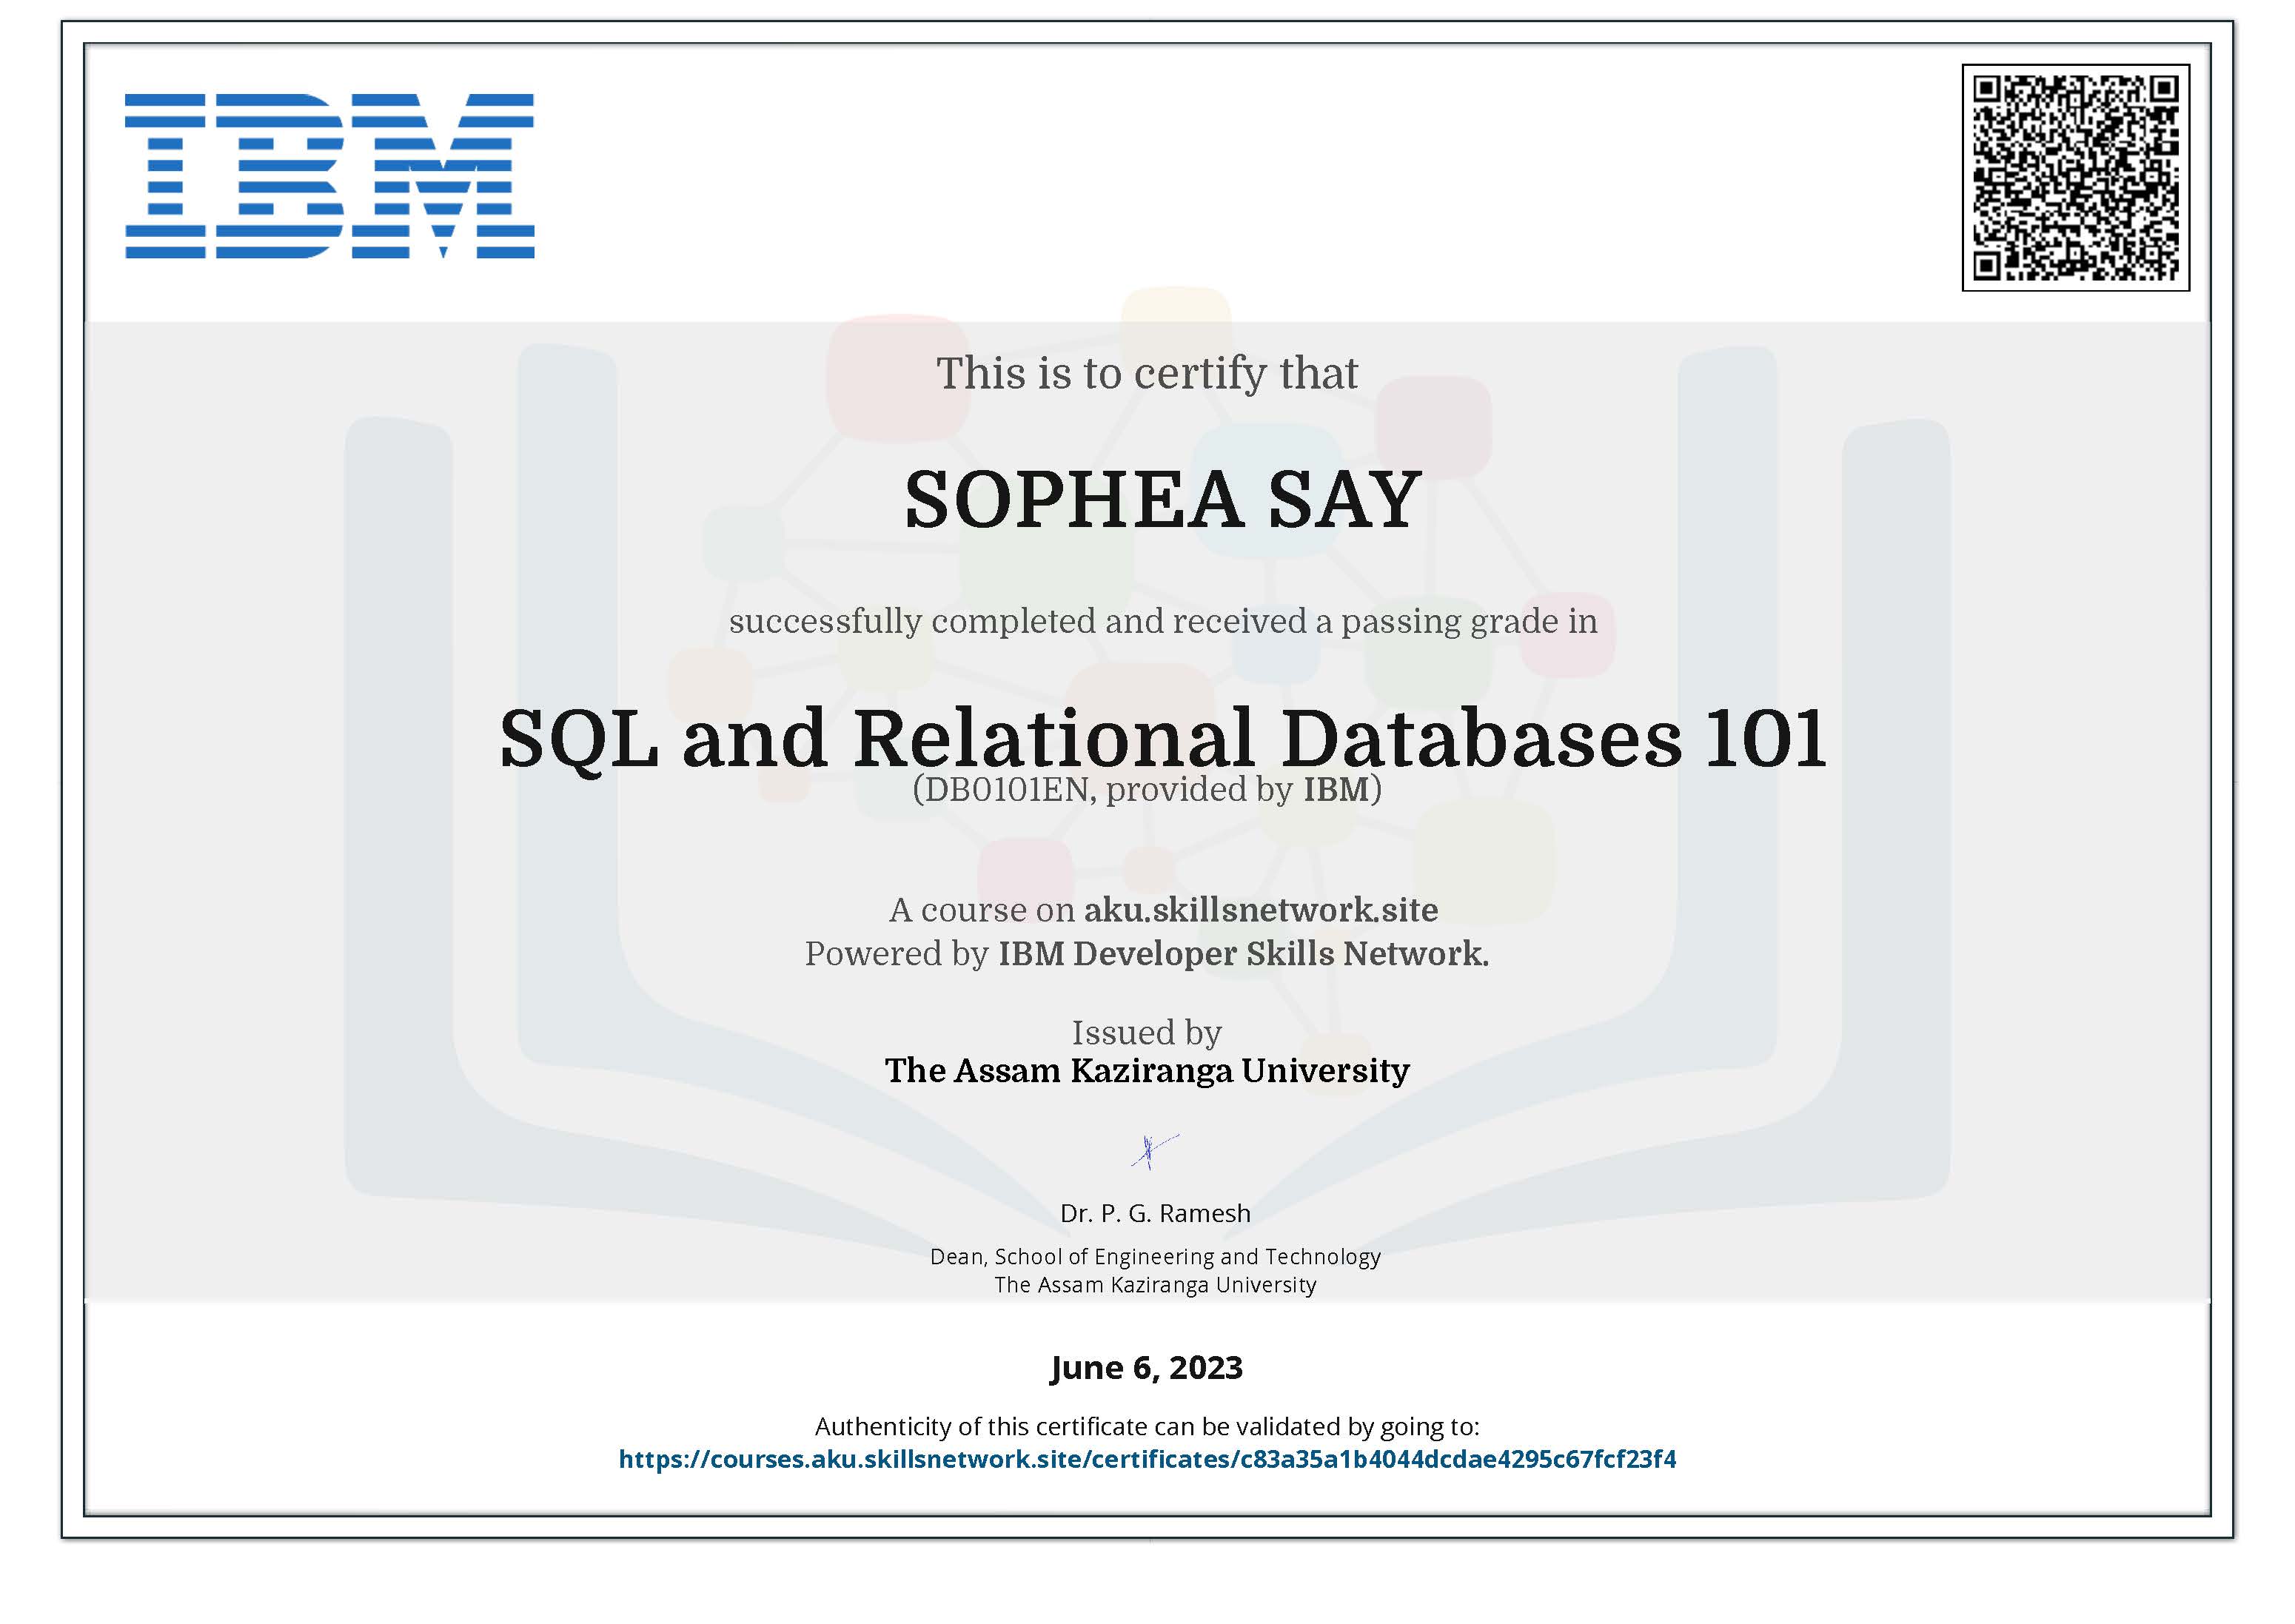 IBM
This is to certify that
SOPHEA SAY
successfully completed and received a passing grade in
SQL and Relational Databases 101
(DB0101EN, provided by IBM)
A course on aku.skillsnetwork.site
Powered by IBM Developer Skills Network.
Issued by
The Assam Kaziranga University
Dr. P. G. Ramesh
Dean, School of Engineering and Technology
The Assam Kaziranga University
June 6, 2023
Authenticity of this certificate can be validated by going to:
https://courses.aku.skillsnetwork.site/certificates/c83a35a1b4044dcdae4295c67fcf23f4